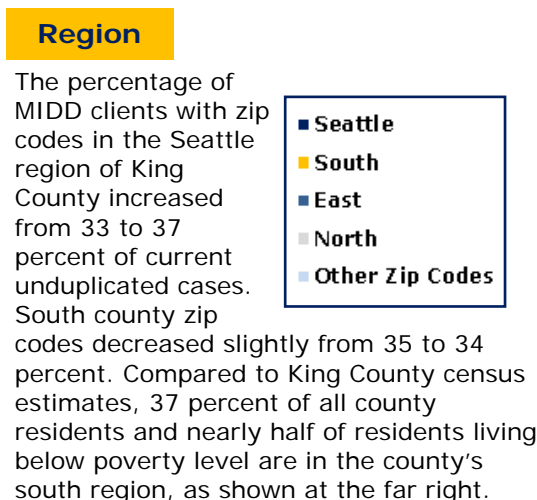 Region
The percentage of
MIDD clients with zip
codes in the Seattle
region of King
County increased
from 33 to 37
percent of current
unduplicated cases.
South county zip
codes decreased slightly from 35 to 34
percent. Compared to King County census
estimates, 37 percent of all county
residents and nearly half of residents living
below poverty level are in the county's
south region, as shown at the far right.
Seattle
South
East
North
Other Zip Codes